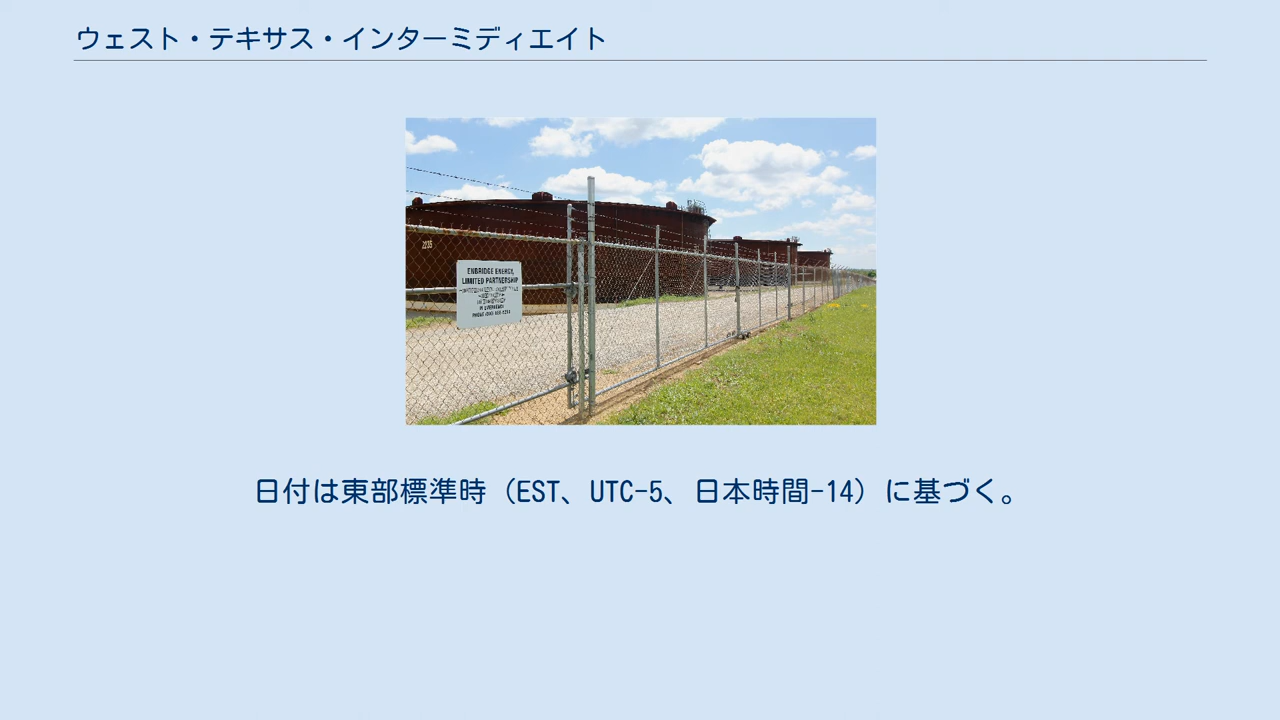 ウェスト・テキサス・インターミディエイト
2235
ENBRIDGE ENERGY,
LIMITED PARTNERSHIP
日付は東部標準時（EST、UTC-5、日本時間-14）に基づく。